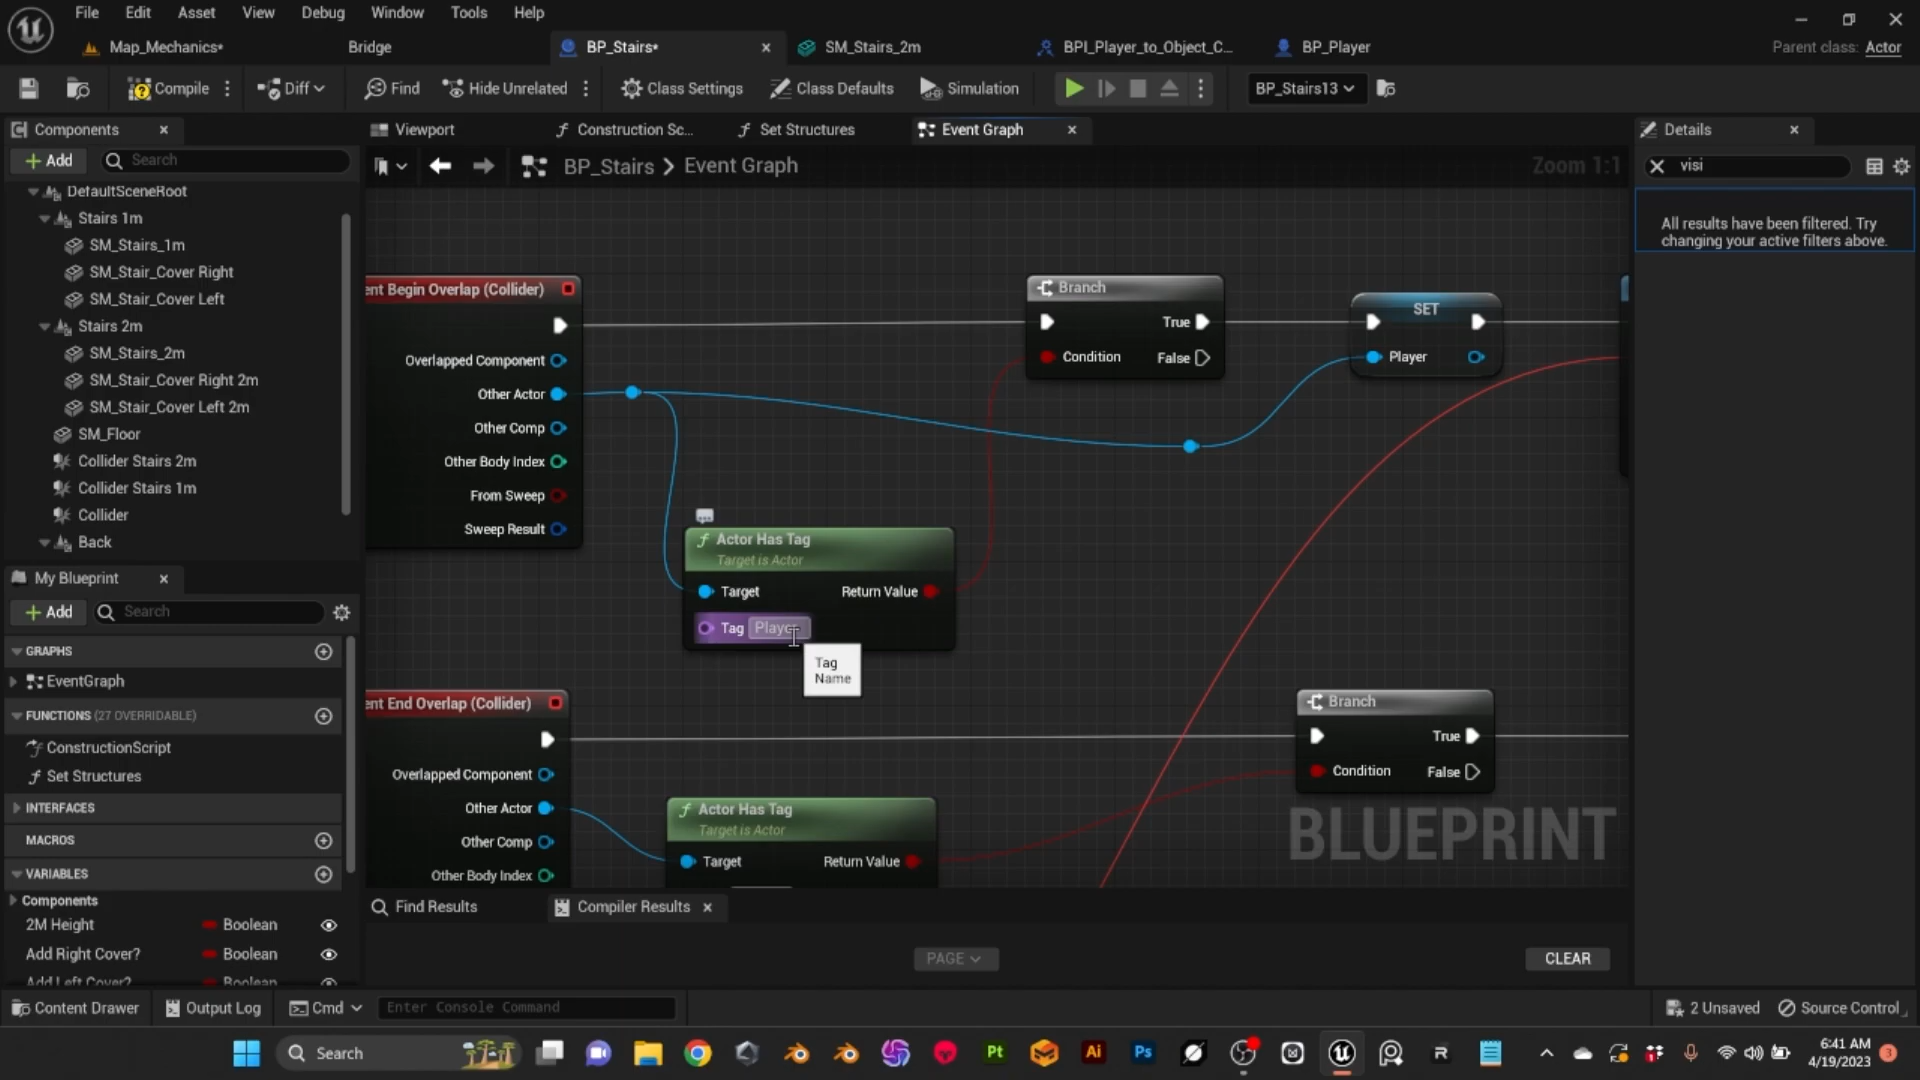 File Edit Asset View Debug Window Tools Help
Map_Mechanics* Bridge BP_Stairs* SM_Stairs_2m BPI_Player_to_Object_C... BP_Player Parent class: Actor
Compile Diff Find Hide Unrelated Class Settings Class Defaults Simulation BP_Stairs13
Components
Add Search
DefaultSceneRoot
Stairs 1m
SM_Stairs_1m
SM_Stair_Cover Right
SM_Stair_Cover Left
Stairs 2m
SM_Stairs_2m
SM_Stair_Cover Right 2m
SM_Stair_Cover Left 2m
SM_Floor
Collider Stairs 2m
Collider Stairs 1m
Collider
Back
My Blueprint
Add Search
GRAPHS
EventGraph
FUNCTIONS (27 OVERRIDABLE)
ConstructionScript
Set Structures
INTERFACES
MACROS
VARIABLES
Components
2M Height Boolean
Add Right Cover? Boolean
Add Left Cover? Boolean
Viewport Construction Sc... Set Structures Event Graph
BP_Stairs > Event Graph Zoom 1:1
ent Begin Overlap (Collider)
Overlapped Component
Other Actor
Other Comp
Other Body Index
From Sweep
Sweep Result
Branch
True
Condition False
SET
Player
Actor Has Tag
Target is Actor
Target Return Value
Tag Player
Tag
Name
ent End Overlap (Collider)
Overlapped Component
Other Actor
Other Comp
Other Body Index
Actor Has Tag
Target is Actor
Target Return Value
Branch
True
Condition False
BLUEPRINT
Find Results Compiler Results
PAGE CLEAR
Details
visi
All results have been filtered. Try
changing your active filters above.
Content Drawer Output Log Cmd Enter Console Command 2 Unsaved Source Control
Search Pt Ai Ps R
6:41 AM
4/19/2023 3